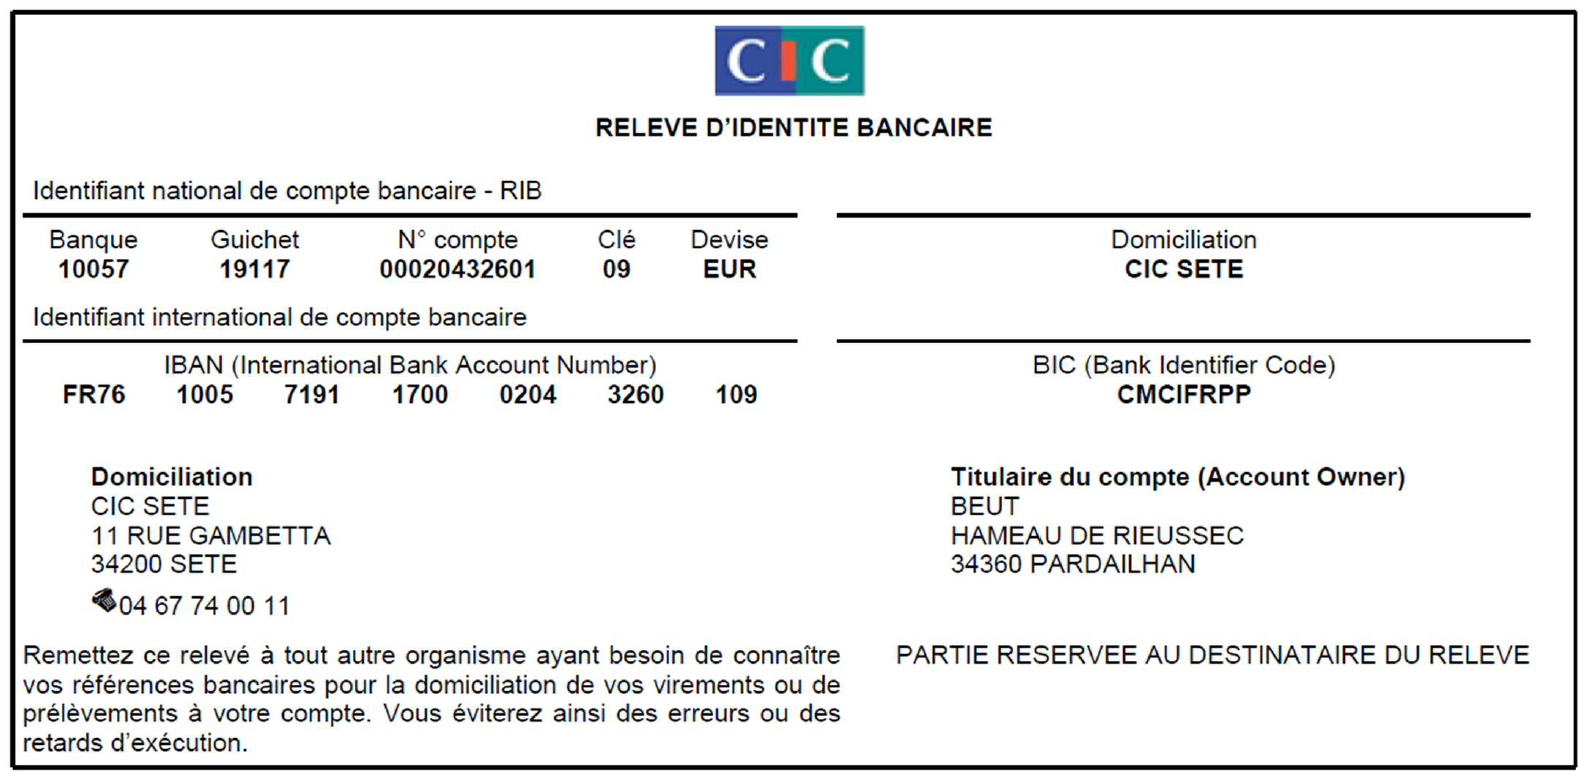 CIC
RELEVE D'IDENTITE BANCAIRE
Identifiant national de compte bancaire - RIB
Banque Guichet N° compte Clé Devise Domiciliation
10057 19117 00020432601 09 EUR CIC SETE
Identifiant international de compte bancaire
IBAN (International Bank Account Number) BIC (Bank Identifier Code)
FR76 1005 7191 1700 0204 3260 109 CMCIFRPP
Domiciliation
CIC SETE
11 RUE GAMBETTA
34200 SETE
04 67 74 00 11
Titulaire du compte (Account Owner)
BEUT
HAMEAU DE RIEUSSEC
34360 PARDAILHAN
Remettez ce relevé à tout autre organisme ayant besoin de connaître
vos références bancaires pour la domiciliation de vos virements ou de
prélèvements à votre compte. Vous éviterez ainsi des erreurs ou des
retards d'exécution.
PARTIE RESERVEE AU DESTINATAIRE DU RELEVE